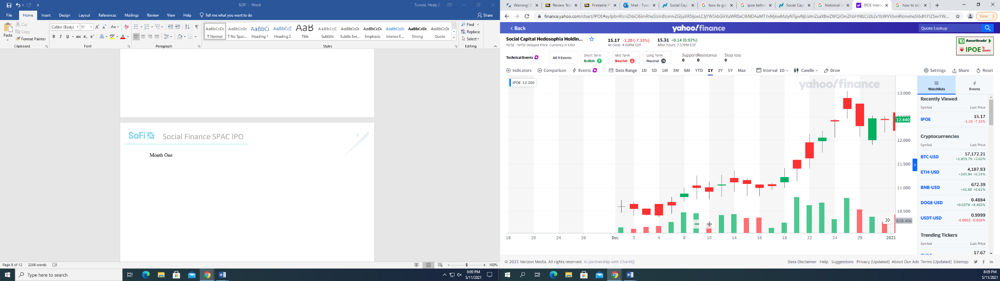 SOFi - Word
Tureski, Healy J
File Home Insert Design Layout References Mailings Review View Help Tell me what you want to do Share
Paste
Cut
Copy
Format Painter
Clipboard
Calibri (Body) 11
Font
Paragraph
AaBbCcDc AaBbCcDc AaBbCc AaBbCcE AaB AaBbCcD AaBbCcDc AaBbCcDc AaBbCcDc AaBbCcDc AaBbCcDc
¶ Normal ¶ No Spac... Heading 1 Heading 2 Title Subtitle Subtle Em... Emphasis Intense E... Strong Quote
Styles
Find
Replace
Select
Editing
SoFi Social Finance SPAC IPO 8
Month One
Page 8 of 12 2298 words 100%
Type here to search
8:09 PM
5/11/2021
Warning! D Review Test Printable P Mail - Ture Social Capi how to goo ipoe before Social Capi historical in IPOE Intera how to scre
Error
Back
yahoo!finance
Quote Lookup
Social Capital Hedosophia Holdin...
NYSE - NYSE Delayed Price. Currency in USD
15.17 -1.20 (-7.33%)
At close: 4:00PM EDT
15.31 +0.14 (0.92%)
After hours: 7:57PM EDT
Ameritrade
IPOE is down
Technical Events
All 9 Events
Short Term
Bullish
Mid Term
Bearish
Long Term
Neutral
Support Resistance Stop loss
0 0 0
Indicators Comparison Events Date Range 1D 5D 1M 3M 6M YTD 1Y 2Y 5Y Max Interval 1D Candle Draw Settings Share Reset
IPOE 12.200
yahoo!finance
13.000
12.500
12.440
12.000
11.500
11.000
10.500
828.40k
18 20 24 26 Dec 2 4 8 10 14 16 18 22 24 29 2021
Watchlists Events
Recently Viewed
Symbol Last Price
IPOE 15.17
-1.20 -7.33%
Cryptocurrencies
Symbol Last Price
BTC-USD 57,172.21
+1,459.79 +2.62%
ETH-USD 4,187.83
+245.94 +6.24%
BNB-USD 672.39
+41.68 +6.61%
DOGE-USD 0.4884
+0.0379 +8.402%
USDT-USD 0.9999
-0.0003 -0.026%
Trending Tickers
Symbol Last Price
17.67
© 2021 Verizon Media. All rights reserved. In partnership with ChartIQ
Data Disclaimer Help Suggestions Privacy (Updated) About Our Ads Terms (Updated) Sitemap
8:09 PM
5/11/2021